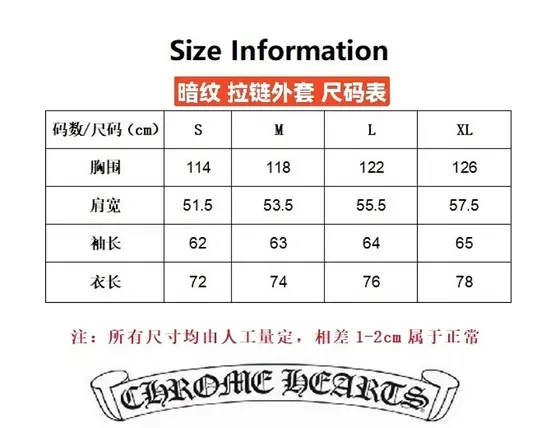 Size Information
暗纹 拉链外套 尺码表
码数/尺码（cm） S M L XL
胸围 114 118 122 126
肩宽 51.5 53.5 55.5 57.5
袖长 62 63 64 65
衣长 72 74 76 78
注：所有尺寸均由人工量定，相差1-2cm属于正常
CHROME HEARTS